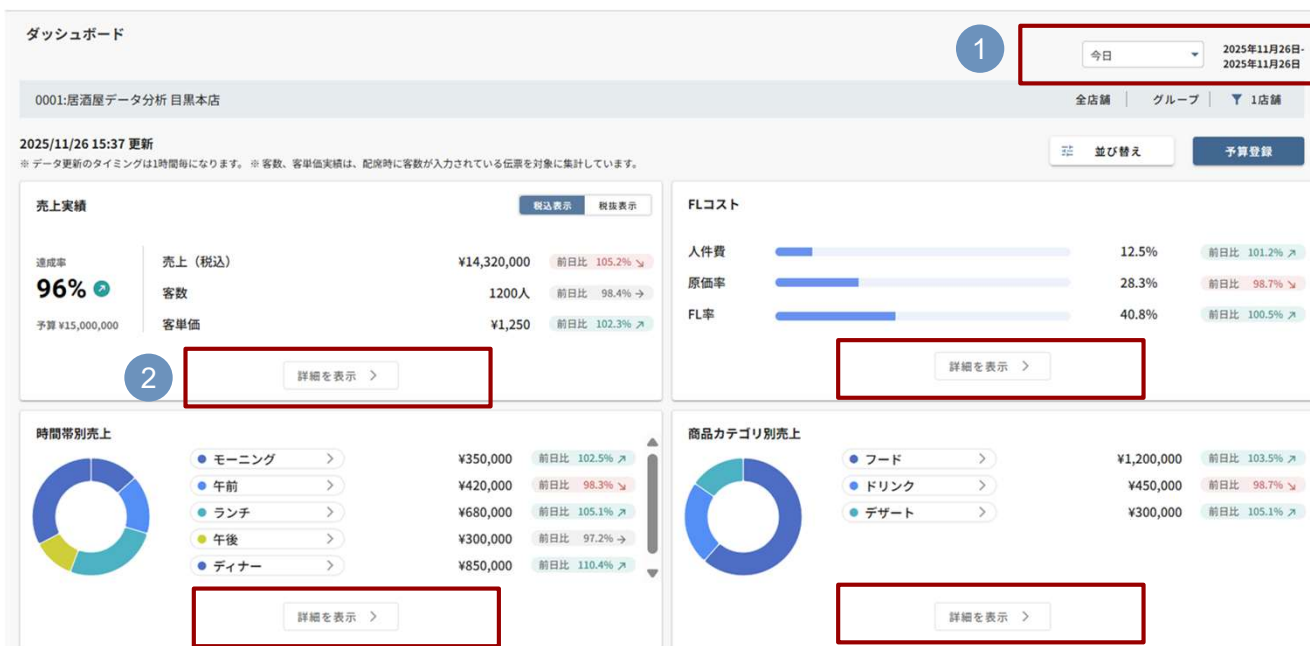 ダッシュボード
1
今日
2025年11月26日-
2025年11月26日
0001:居酒屋データ分析 目黒本店
全店舗
グループ
1店舗
2025/11/26 15:37 更新
※ データ更新のタイミングは1時間毎になります。 ※ 客数、客単価実績は、配席時に客数が入力されている伝票を対象に集計しています。
並び替え
予算登録
売上実績
税込表示
税抜表示
達成率
96%
予算 ¥15,000,000
売上（税込） ¥14,320,000 前日比 105.2% ↘
客数 1200人 前日比 98.4% →
客単価 ¥1,250 前日比 102.3% ↗
2
詳細を表示 >
FLコスト
人件費 12.5% 前日比 101.2% ↗
原価率 28.3% 前日比 98.7% ↘
FL率 40.8% 前日比 100.5% ↗
詳細を表示 >
時間帯別売上
モーニング > ¥350,000 前日比 102.5% ↗
午前 > ¥420,000 前日比 98.3% ↘
ランチ > ¥680,000 前日比 105.1% ↗
午後 > ¥300,000 前日比 97.2% →
ディナー > ¥850,000 前日比 110.4% ↗
詳細を表示 >
商品カテゴリ別売上
フード > ¥1,200,000 前日比 103.5% ↗
ドリンク > ¥450,000 前日比 98.7% ↘
デザート > ¥300,000 前日比 105.1% ↗
詳細を表示 >